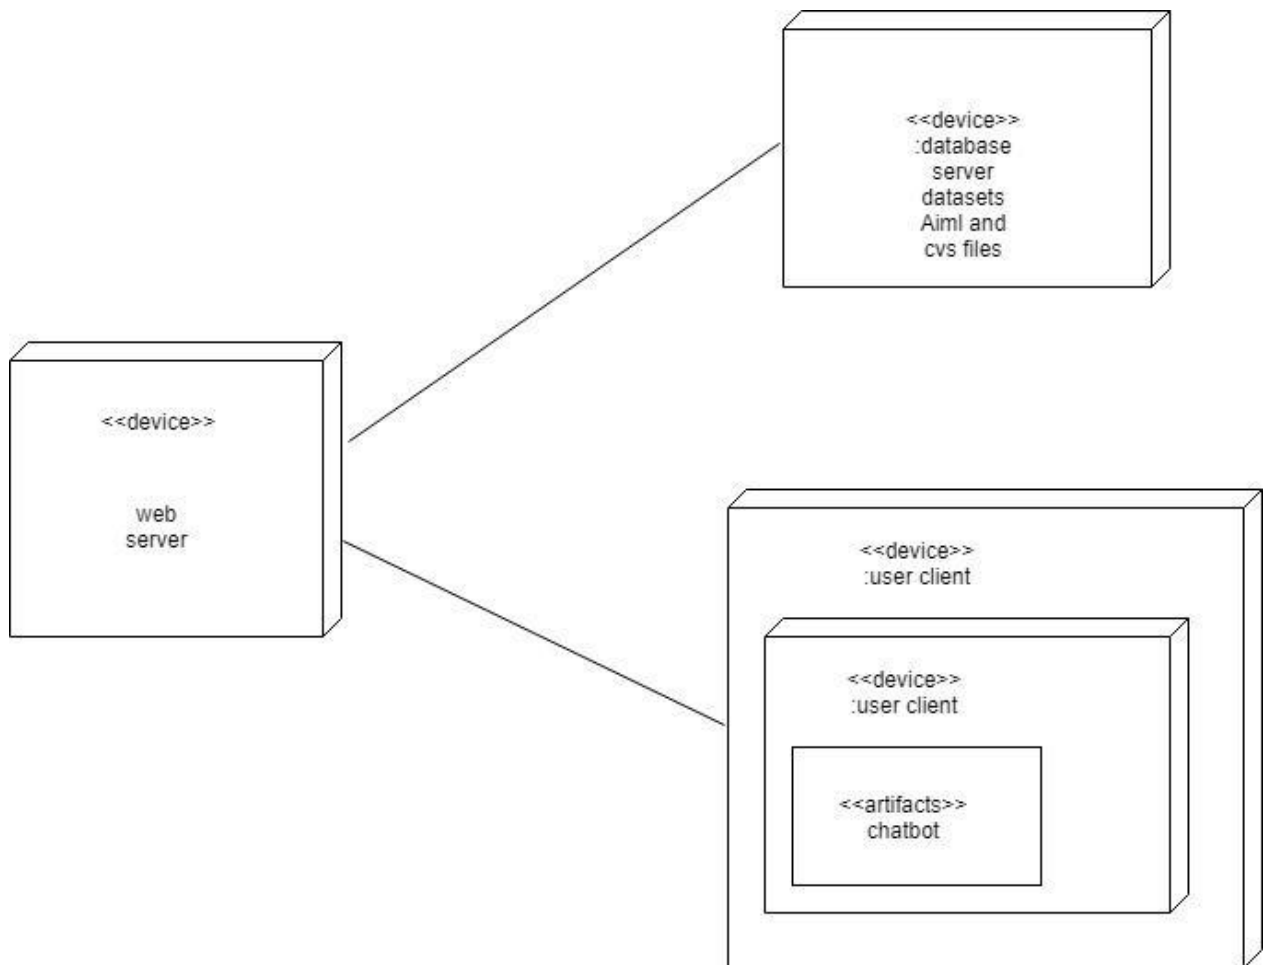 <<device>>
:database
server
datasets
Aiml and
cvs files
<<device>>
web
server
<<device>>
:user client
<<device>>
:user client
<<artifacts>>
chatbot